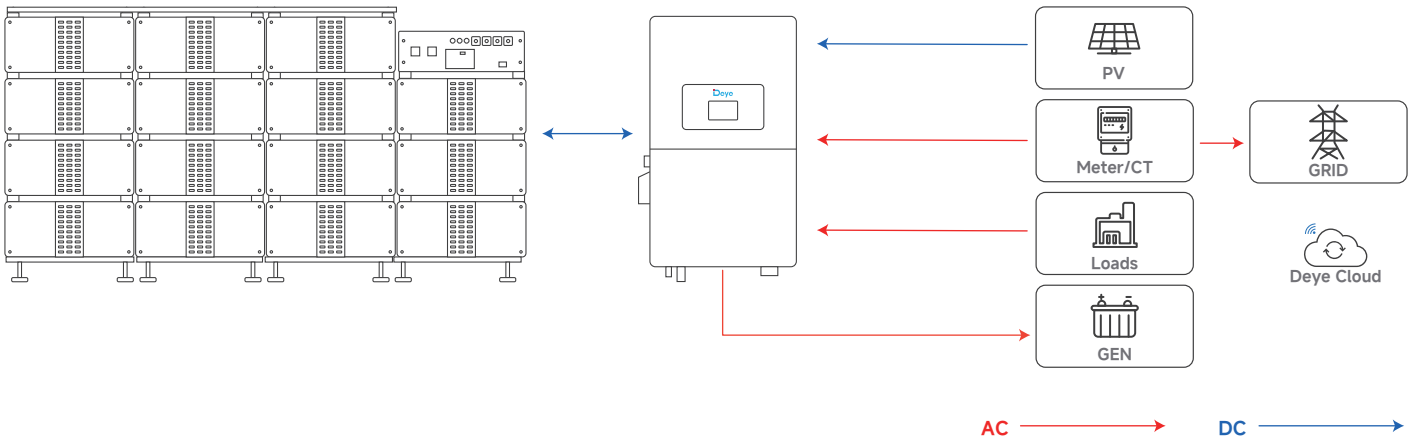 Deye
PV
Meter/CT
GRID
Loads
Deye Cloud
GEN
AC
DC